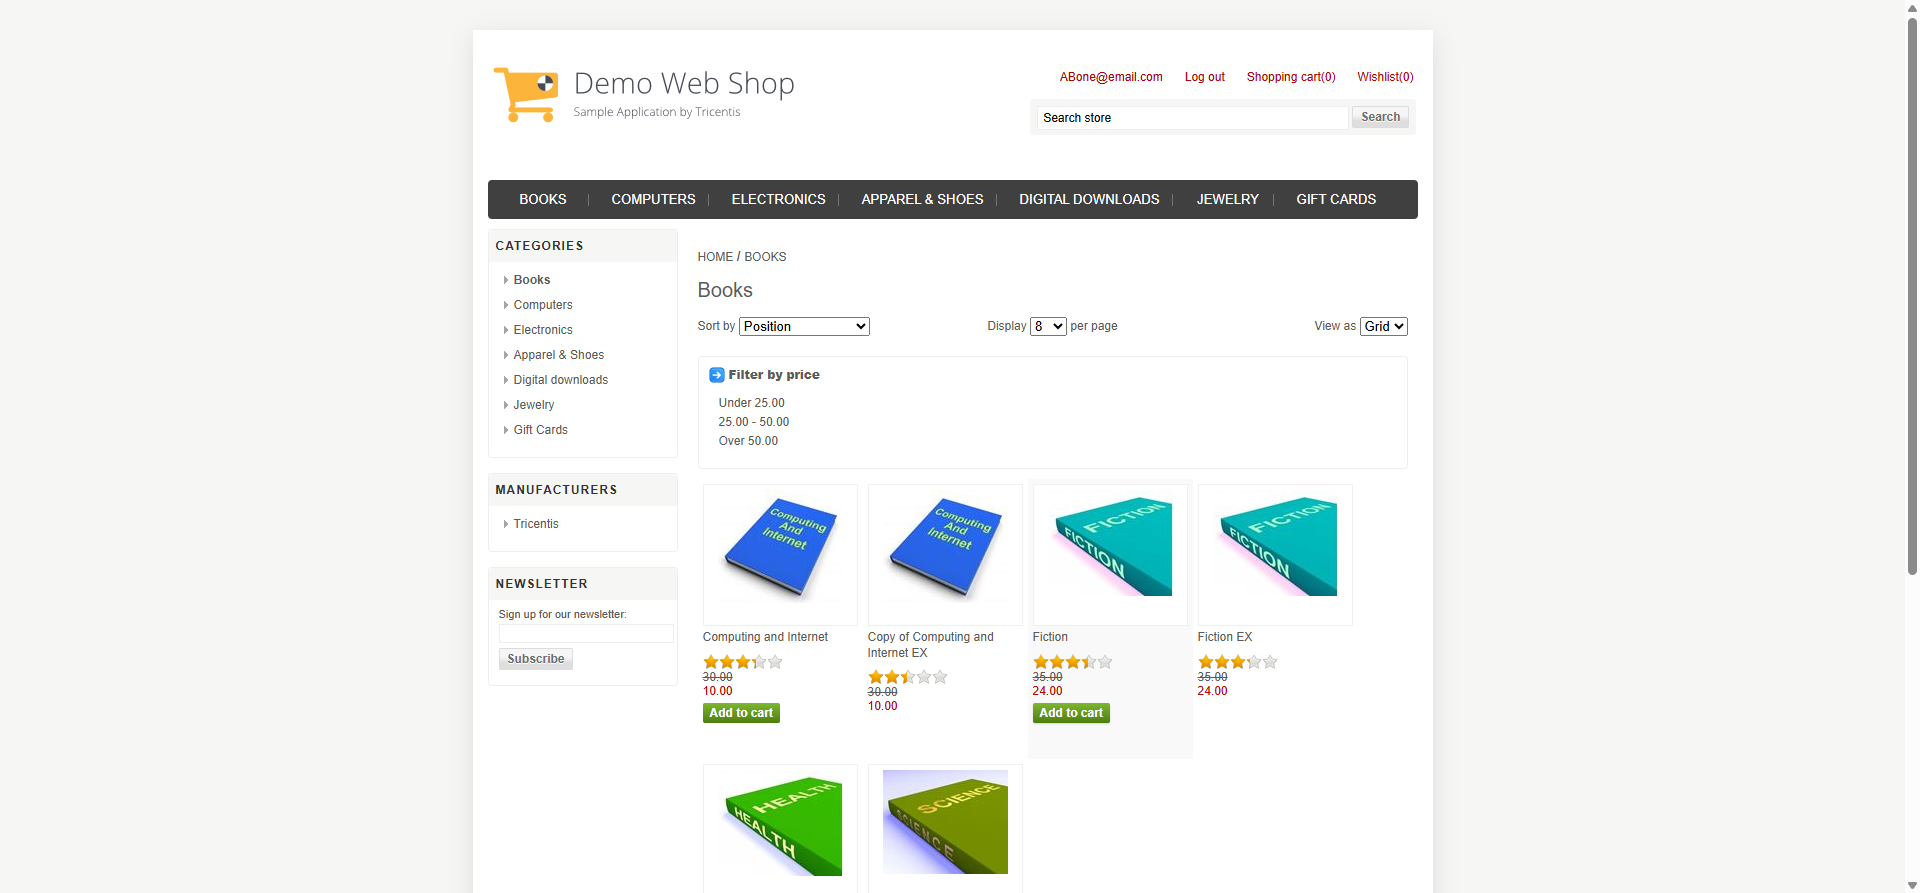 Demo Web Shop
Sample Application by Tricentis
ABone@email.com Log out Shopping cart(0) Wishlist(0)
Search store Search
BOOKS COMPUTERS ELECTRONICS APPAREL & SHOES DIGITAL DOWNLOADS JEWELRY GIFT CARDS
CATEGORIES
Books
Computers
Electronics
Apparel & Shoes
Digital downloads
Jewelry
Gift Cards
MANUFACTURERS
Tricentis
NEWSLETTER
Sign up for our newsletter:
Subscribe
HOME / BOOKS
Books
Sort by Position Display 8 per page View as Grid
Filter by price
Under 25.00
25.00 - 50.00
Over 50.00
Computing
And
Internet
Computing and Internet
30.00
10.00
Add to cart
Computing
And
Internet
Copy of Computing and
Internet EX
30.00
10.00
FICTION
FICTION
Fiction
35.00
24.00
Add to cart
FICTION
FICTION
Fiction EX
35.00
24.00
HEALTH
HEALTH
SCIENCE
SCIENCE